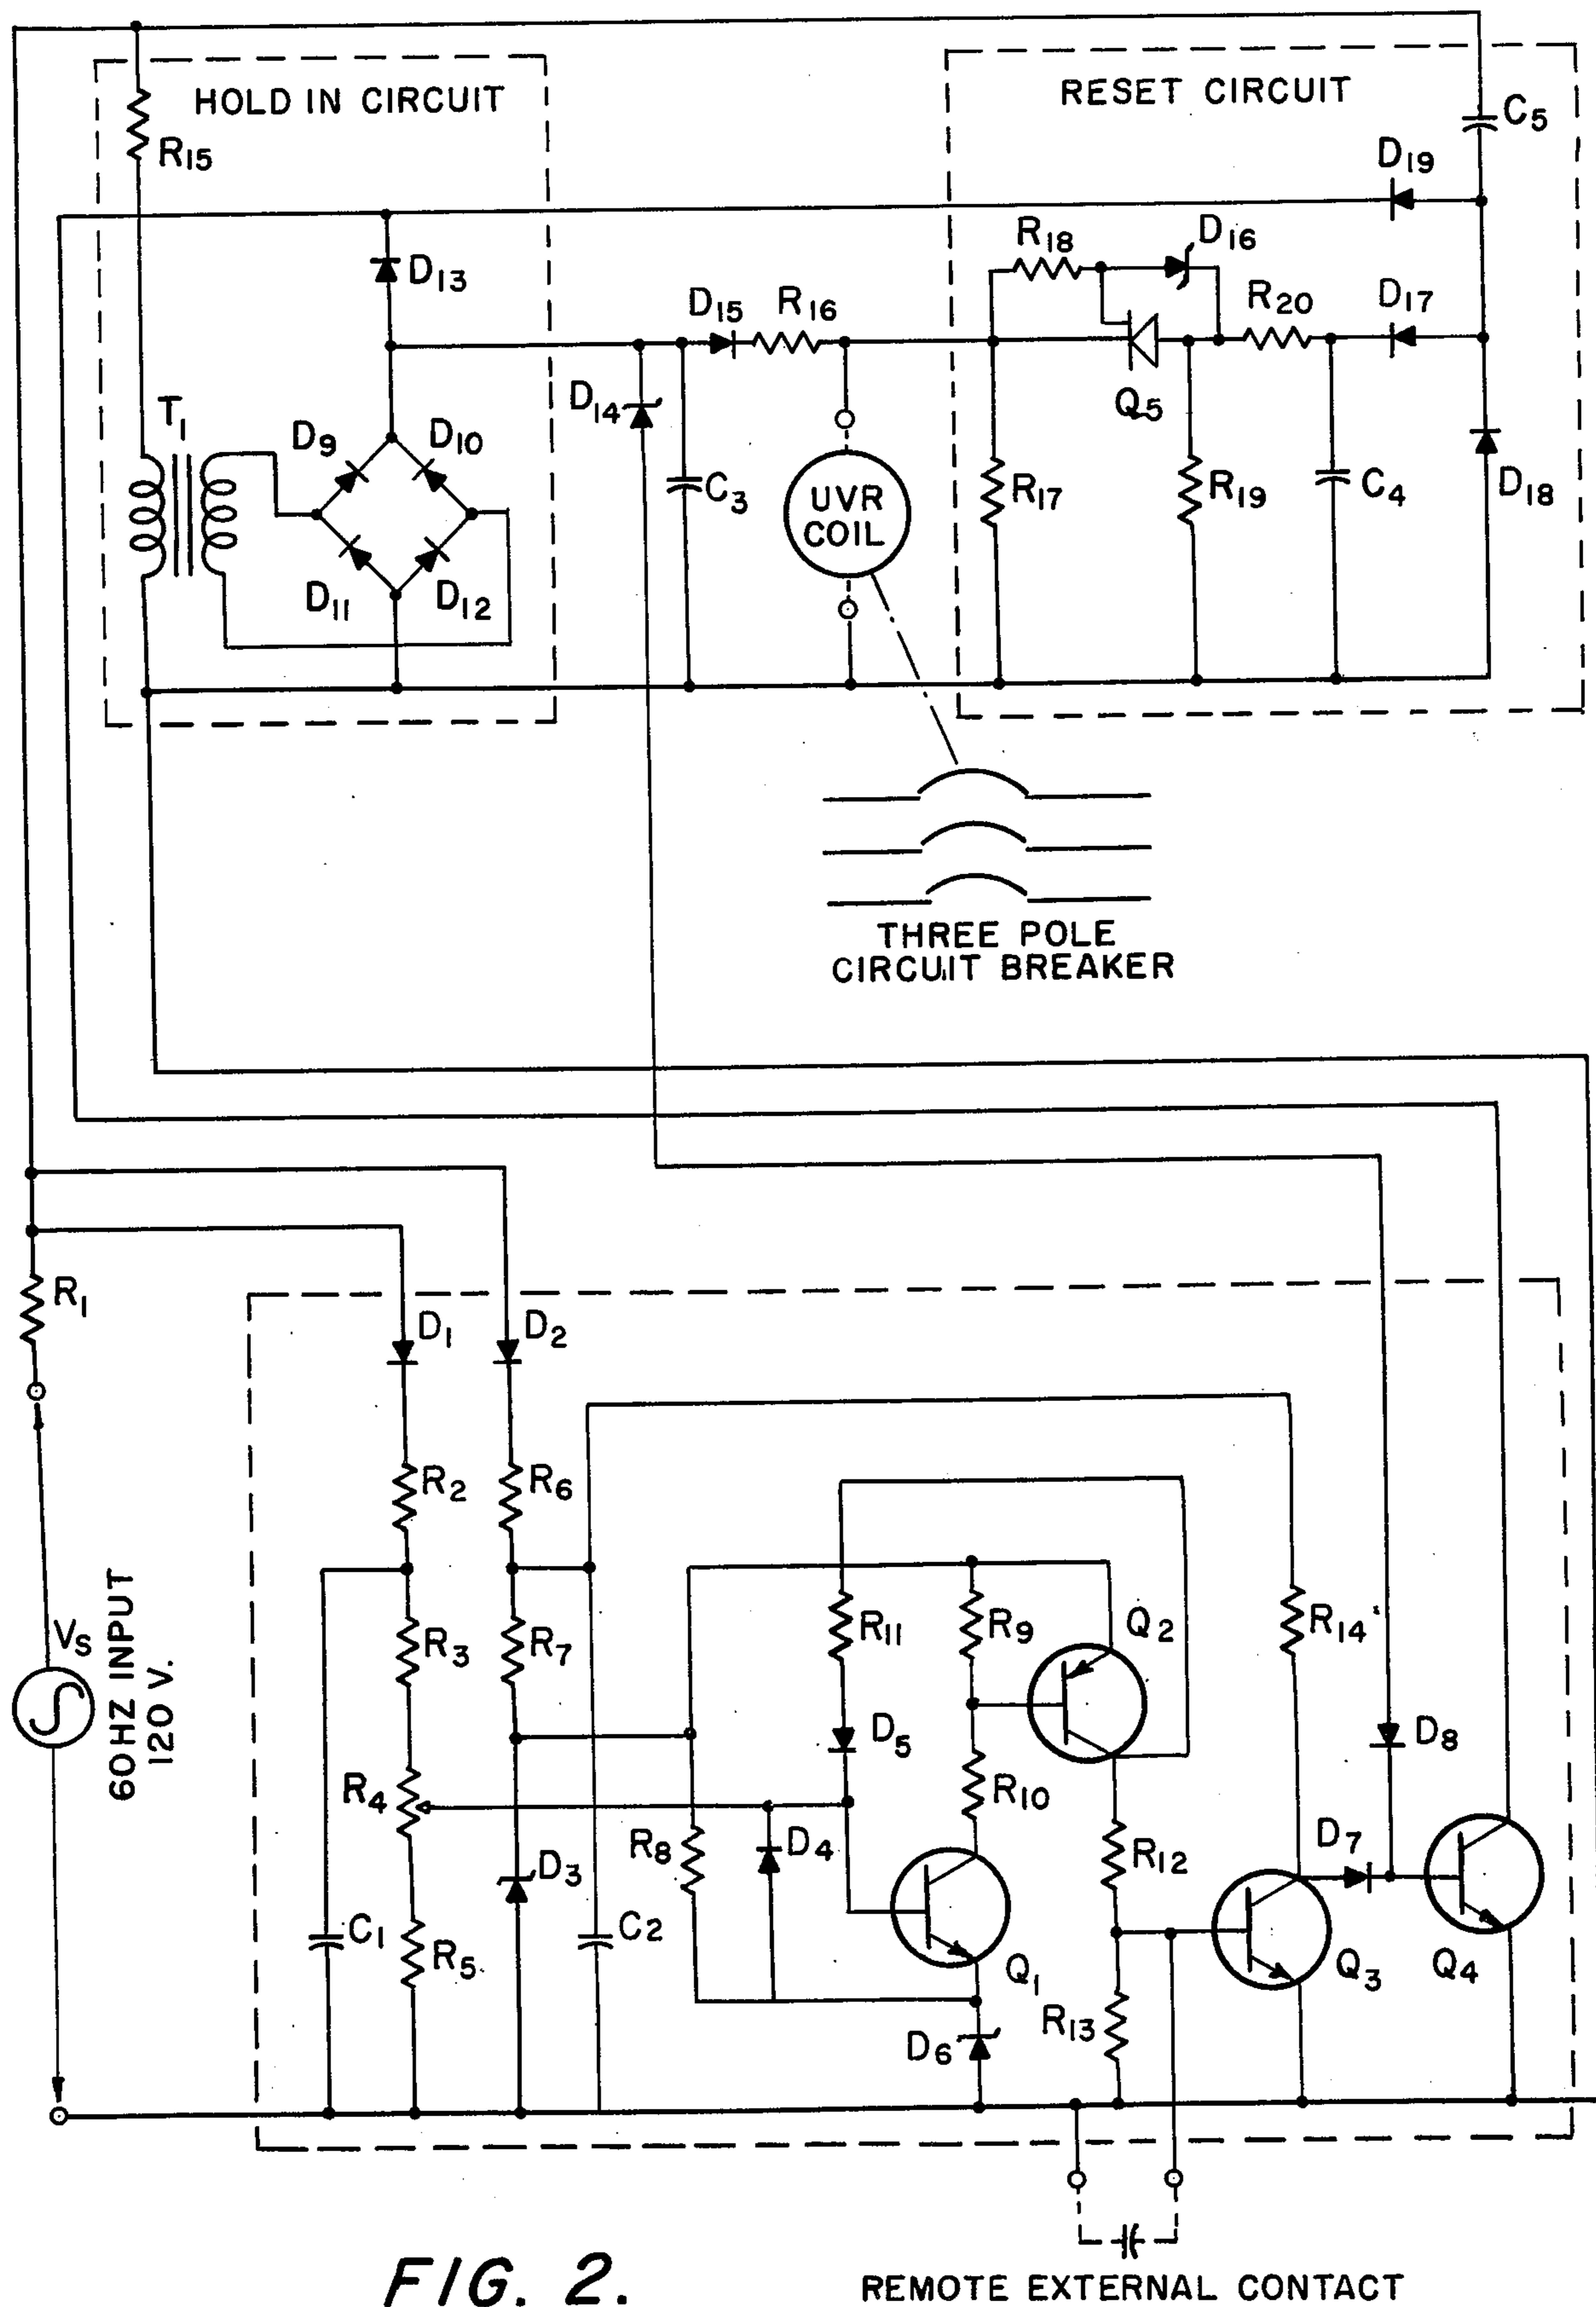 HOLD IN CIRCUIT
RESET CIRCUIT
C5
R15
D19
R18
D16
D13
D15
R16
R20
D17
D14
Q5
T1
D9
D10
C3
UVR
COIL
R17
R19
C4
D18
D11
D12
THREE POLE
CIRCUIT BREAKER
R1
D1
D2
R2
R6
VS
60HZ INPUT
120 V.
R3
R7
R11
R9
Q2
R14
D5
D8
R4
R10
R8
D4
D3
R12
D7
C1
R5
C2
Q1
Q3
Q4
R13
D6
FIG. 2.
REMOTE EXTERNAL CONTACT